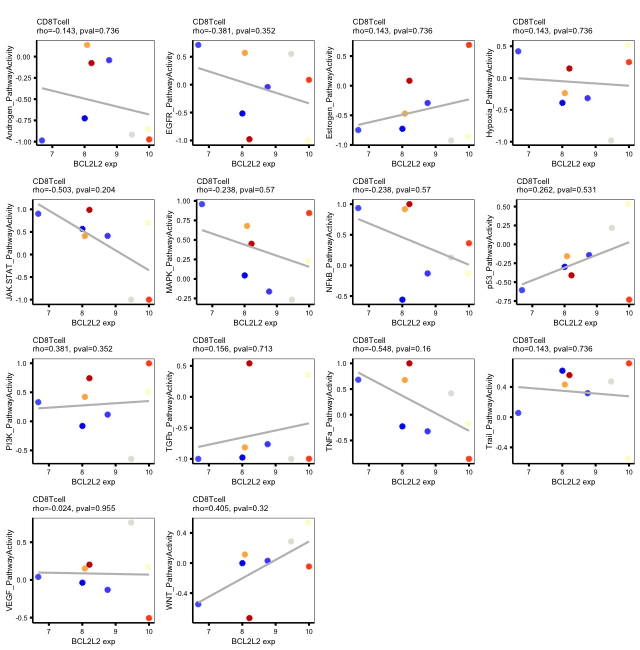 CD8Tcell
rho=-0.143, pval=0.736
Androgen_PathwayActivity
0.00
-0.25
-0.50
-0.75
-1.00
7 8 9 10
BCL2L2 exp
CD8Tcell
rho=-0.381, pval=0.352
EGFR_PathwayActivity
0.5
0.0
-0.5
-1.0
7 8 9 10
BCL2L2 exp
CD8Tcell
rho=0.143, pval=0.736
Estrogen_PathwayActivity
0.5
0.0
-0.5
-1.0
7 8 9 10
BCL2L2 exp
CD8Tcell
rho=0.143, pval=0.736
Hypoxia_PathwayActivity
0.5
0.0
-0.5
-1.0
7 8 9 10
BCL2L2 exp
CD8Tcell
rho=-0.503, pval=0.204
JAK.STAT_PathwayActivity
1.0
0.5
0.0
-0.5
-1.0
7 8 9 10
BCL2L2 exp
CD8Tcell
rho=-0.238, pval=0.57
MAPK_PathwayActivity
1.00
0.75
0.50
0.25
0.00
-0.25
7 8 9 10
BCL2L2 exp
CD8Tcell
rho=-0.238, pval=0.57
NFkB_PathwayActivity
1.0
0.5
0.0
-0.5
7 8 9 10
BCL2L2 exp
CD8Tcell
rho=0.262, pval=0.531
p53_PathwayActivity
0.50
0.25
0.00
-0.25
-0.50
-0.75
7 8 9 10
BCL2L2 exp
CD8Tcell
rho=0.381, pval=0.352
PI3K_PathwayActivity
1.0
0.5
0.0
-0.5
7 8 9 10
BCL2L2 exp
CD8Tcell
rho=0.156, pval=0.713
TGFb_PathwayActivity
0.5
0.0
-0.5
-1.0
7 8 9 10
BCL2L2 exp
CD8Tcell
rho=-0.548, pval=0.16
TNFa_PathwayActivity
1.0
0.5
0.0
-0.5
7 8 9 10
BCL2L2 exp
CD8Tcell
rho=0.143, pval=0.736
Trail_PathwayActivity
0.4
0.0
-0.4
7 8 9 10
BCL2L2 exp
CD8Tcell
rho=-0.024, pval=0.955
VEGF_PathwayActivity
0.5
0.0
-0.5
7 8 9 10
BCL2L2 exp
CD8Tcell
rho=0.405, pval=0.32
WNT_PathwayActivity
0.4
0.0
-0.4
7 8 9 10
BCL2L2 exp